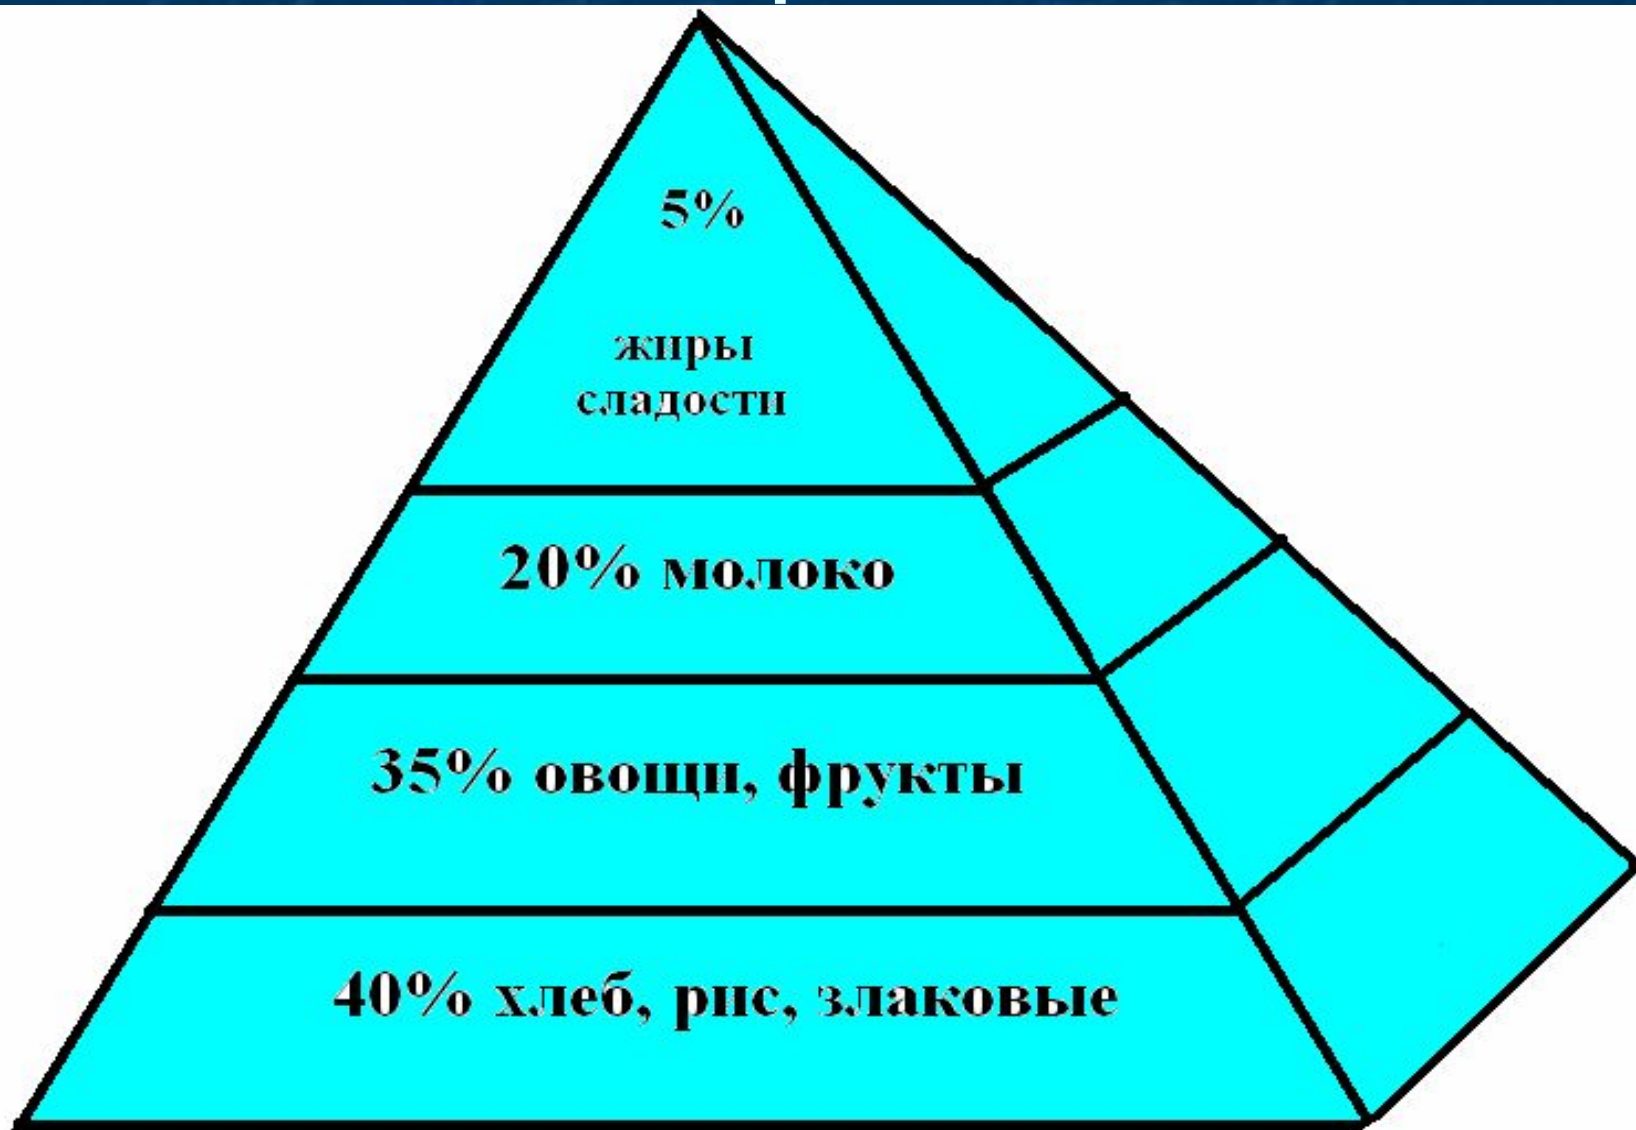 5%
жиры
сладости
20% молоко
35% овощи, фрукты
40% хлеб, рис, злаковые